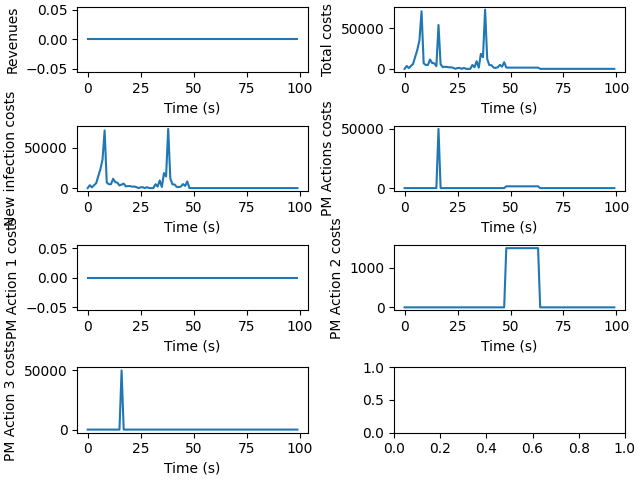 Revenues
0.05
0.00
−0.05
0 25 50 75 100
Time (s)
Total costs
50000
0
0 25 50 75 100
Time (s)
New infection costs
50000
0
0 25 50 75 100
Time (s)
PM Actions costs
50000
0
0 25 50 75 100
Time (s)
PM Action 1 costs
0.05
0.00
−0.05
0 25 50 75 100
Time (s)
PM Action 2 costs
1000
0
0 25 50 75 100
Time (s)
PM Action 3 costs
50000
0
0 25 50 75 100
Time (s)
1.0
0.5
0.0
0.0 0.2 0.4 0.6 0.8 1.0